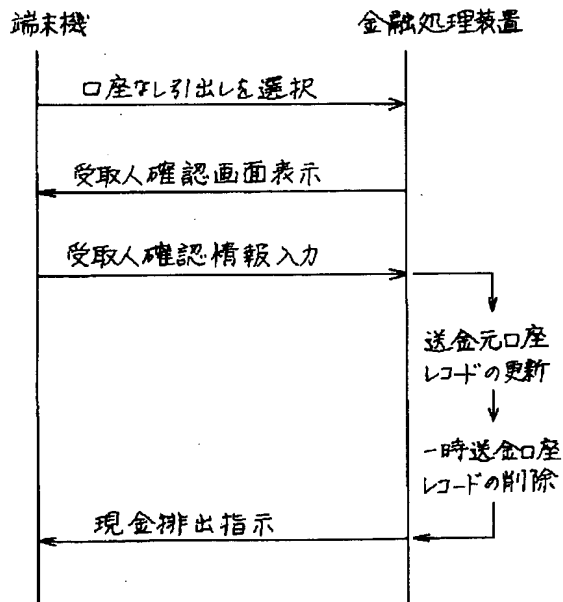 端末機
金融処理装置
口座なし引出しを選択
受取人確認画面表示
受取人確認情報入力
送金元口座
レコードの更新
一時送金口座
レコードの削除
現金排出指示